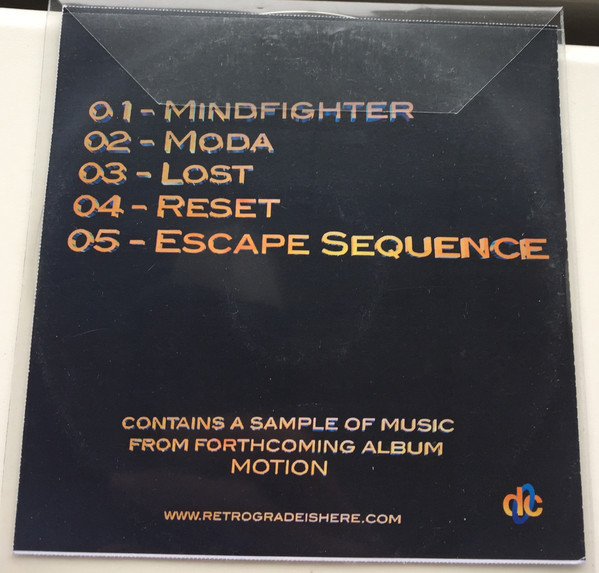 01 - MINDFIGHTER
02 - MODA
03 - LOST
04 - RESET
05 - ESCAPE SEQUENCE
CONTAINS A SAMPLE OF MUSIC
FROM FORTHCOMING ALBUM
MOTION
WWW.RETROGRADEISHERE.COM